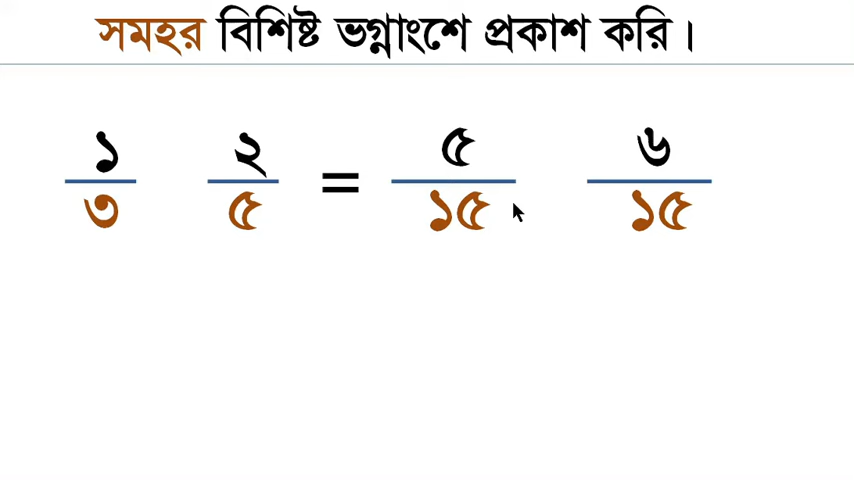 সমহর বিশিষ্ট ভগ্নাংশে প্রকাশ করি।
১ ২ = ৫ ৬
৩ ৫ ১৫ ১৫